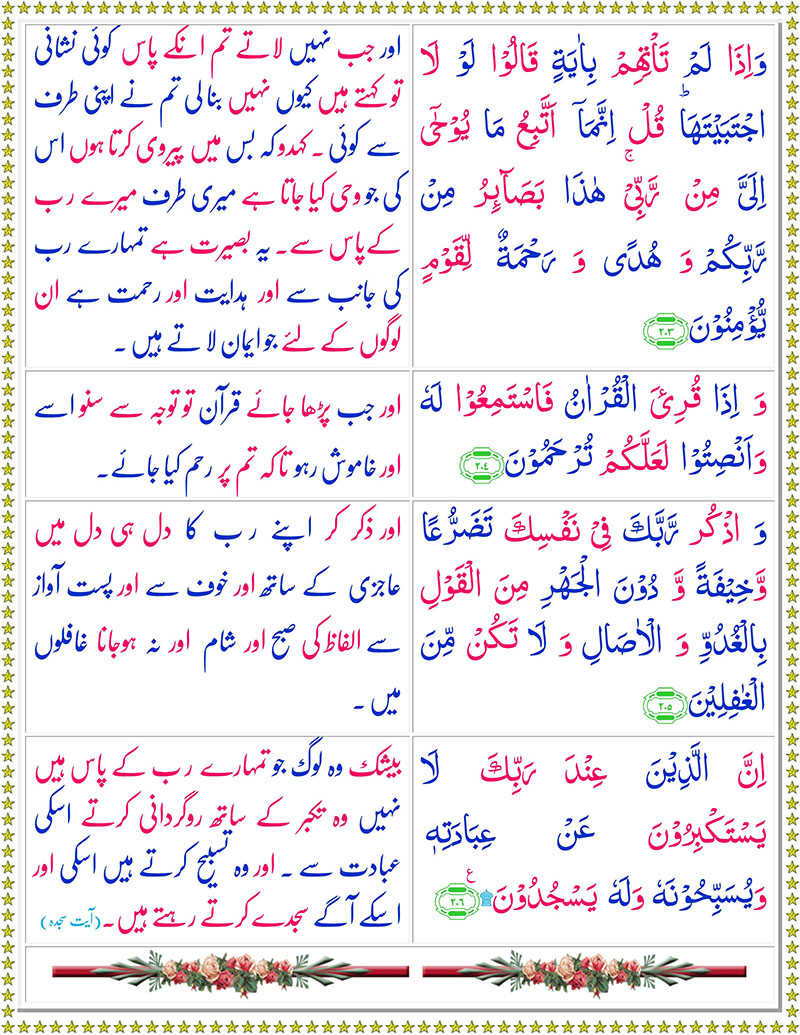 وَاِذَا لَمْ تَاْتِهِمْ بِاٰيَةٍ قَالُوْا لَوْ لَا
اجْتَبَيْتَهَا ؕ قُلْ اِنَّمَاۤ اَتَّبِعُ مَا يُوْحٰۤى
اِلَىَّ مِنْ رَّبِّىْ ۚ هٰذَا بَصَآئِرُ مِنْ
رَّبِّكُمْ وَ هُدًى وَ رَحْمَةٌ لِّقَوْمٍ
يُّؤْمِنُوْنَ ٢٠٣
اور جب نہیں لاتے تم انکے پاس کوئی نشانی
تو کہتے ہیں کیوں نہیں بنالی تم نے اپنی طرف
سے کوئی ۔ کہدو کہ بس میں پیروی کرتا ہوں اس
کی جو وحی کیا جاتا ہے میری طرف میرے رب
کے پاس سے ۔ یہ بصیرت ہے تمہارے رب
کی جانب سے اور ہدایت اور رحمت ہے ان
لوگوں کے لئے جو ایمان لاتے ہیں ۔
وَ اِذَا قُرِئَ الْقُرْاٰنُ فَاسْتَمِعُوْا لَهٗ
وَاَنْصِتُوْا لَعَلَّكُمْ تُرْحَمُوْنَ ٢٠٤
اور جب پڑھا جائے قرآن تو توجہ سے سنو اسے
اور خاموش رہو تاکہ تم پر رحم کیا جائے۔
وَ اذْكُر رَّبَّكَ فِىْ نَفْسِكَ تَضَرُّعًا
وَّخِيْفَةً وَّ دُوْنَ الْجَهْرِ مِنَ الْقَوْلِ
بِالْغُدُوِّ وَ الْاٰصَالِ وَ لَا تَكُنْ مِّنَ
الْغٰفِلِيْنَ ٢٠٥
اور ذکر کر اپنے رب کا دل ہی دل میں
عاجزی کے ساتھ اور خوف سے اور پست آواز
سے الفاظ کی صبح اور شام اور نہ ہو جانا غافلوں
میں ۔
اِنَّ الَّذِيْنَ عِنْدَ رَبِّكَ لَا
يَسْتَكْبِرُوْنَ عَنْ عِبَادَتِهٖ
وَيُسَبِّحُوْنَهٗ وَلَهٗ يَسْجُدُوْنَ ۩ ٢٠٦ ع
بیشک وہ لوگ جو تمہارے رب کے پاس ہیں
نہیں وہ تکبر کے ساتھ روگردانی کرتے اسکی
عبادت سے ۔ اور وہ تسبیح کرتے ہیں اسکی اور
اسکے آگے سجدے کرتے رہتے ہیں۔ (آیت سجدہ)